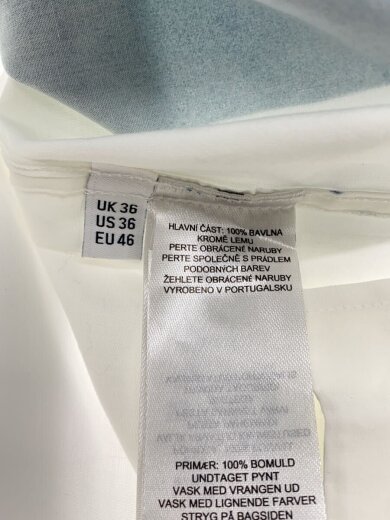 UK 36
US 36
EU 46
HLAVNÍ ČÁST: 100% BAVLNA
KROMĚ LEMU
PERTE OBRÁCENÉ NARUBY
PERTE SPOLEČNĚ S PRÁDLEM
PODOBNÝCH BAREV
ŽEHLETE OBRÁCENÉ NARUBY
VYROBENO V PORTUGALSKU
PRIMÆR: 100% BOMULD
UNDTAGET PYNT
VASK MED VRANGEN UD
VASK MED LIGNENDE FARVER
STRYG PÅ BAGSIDEN